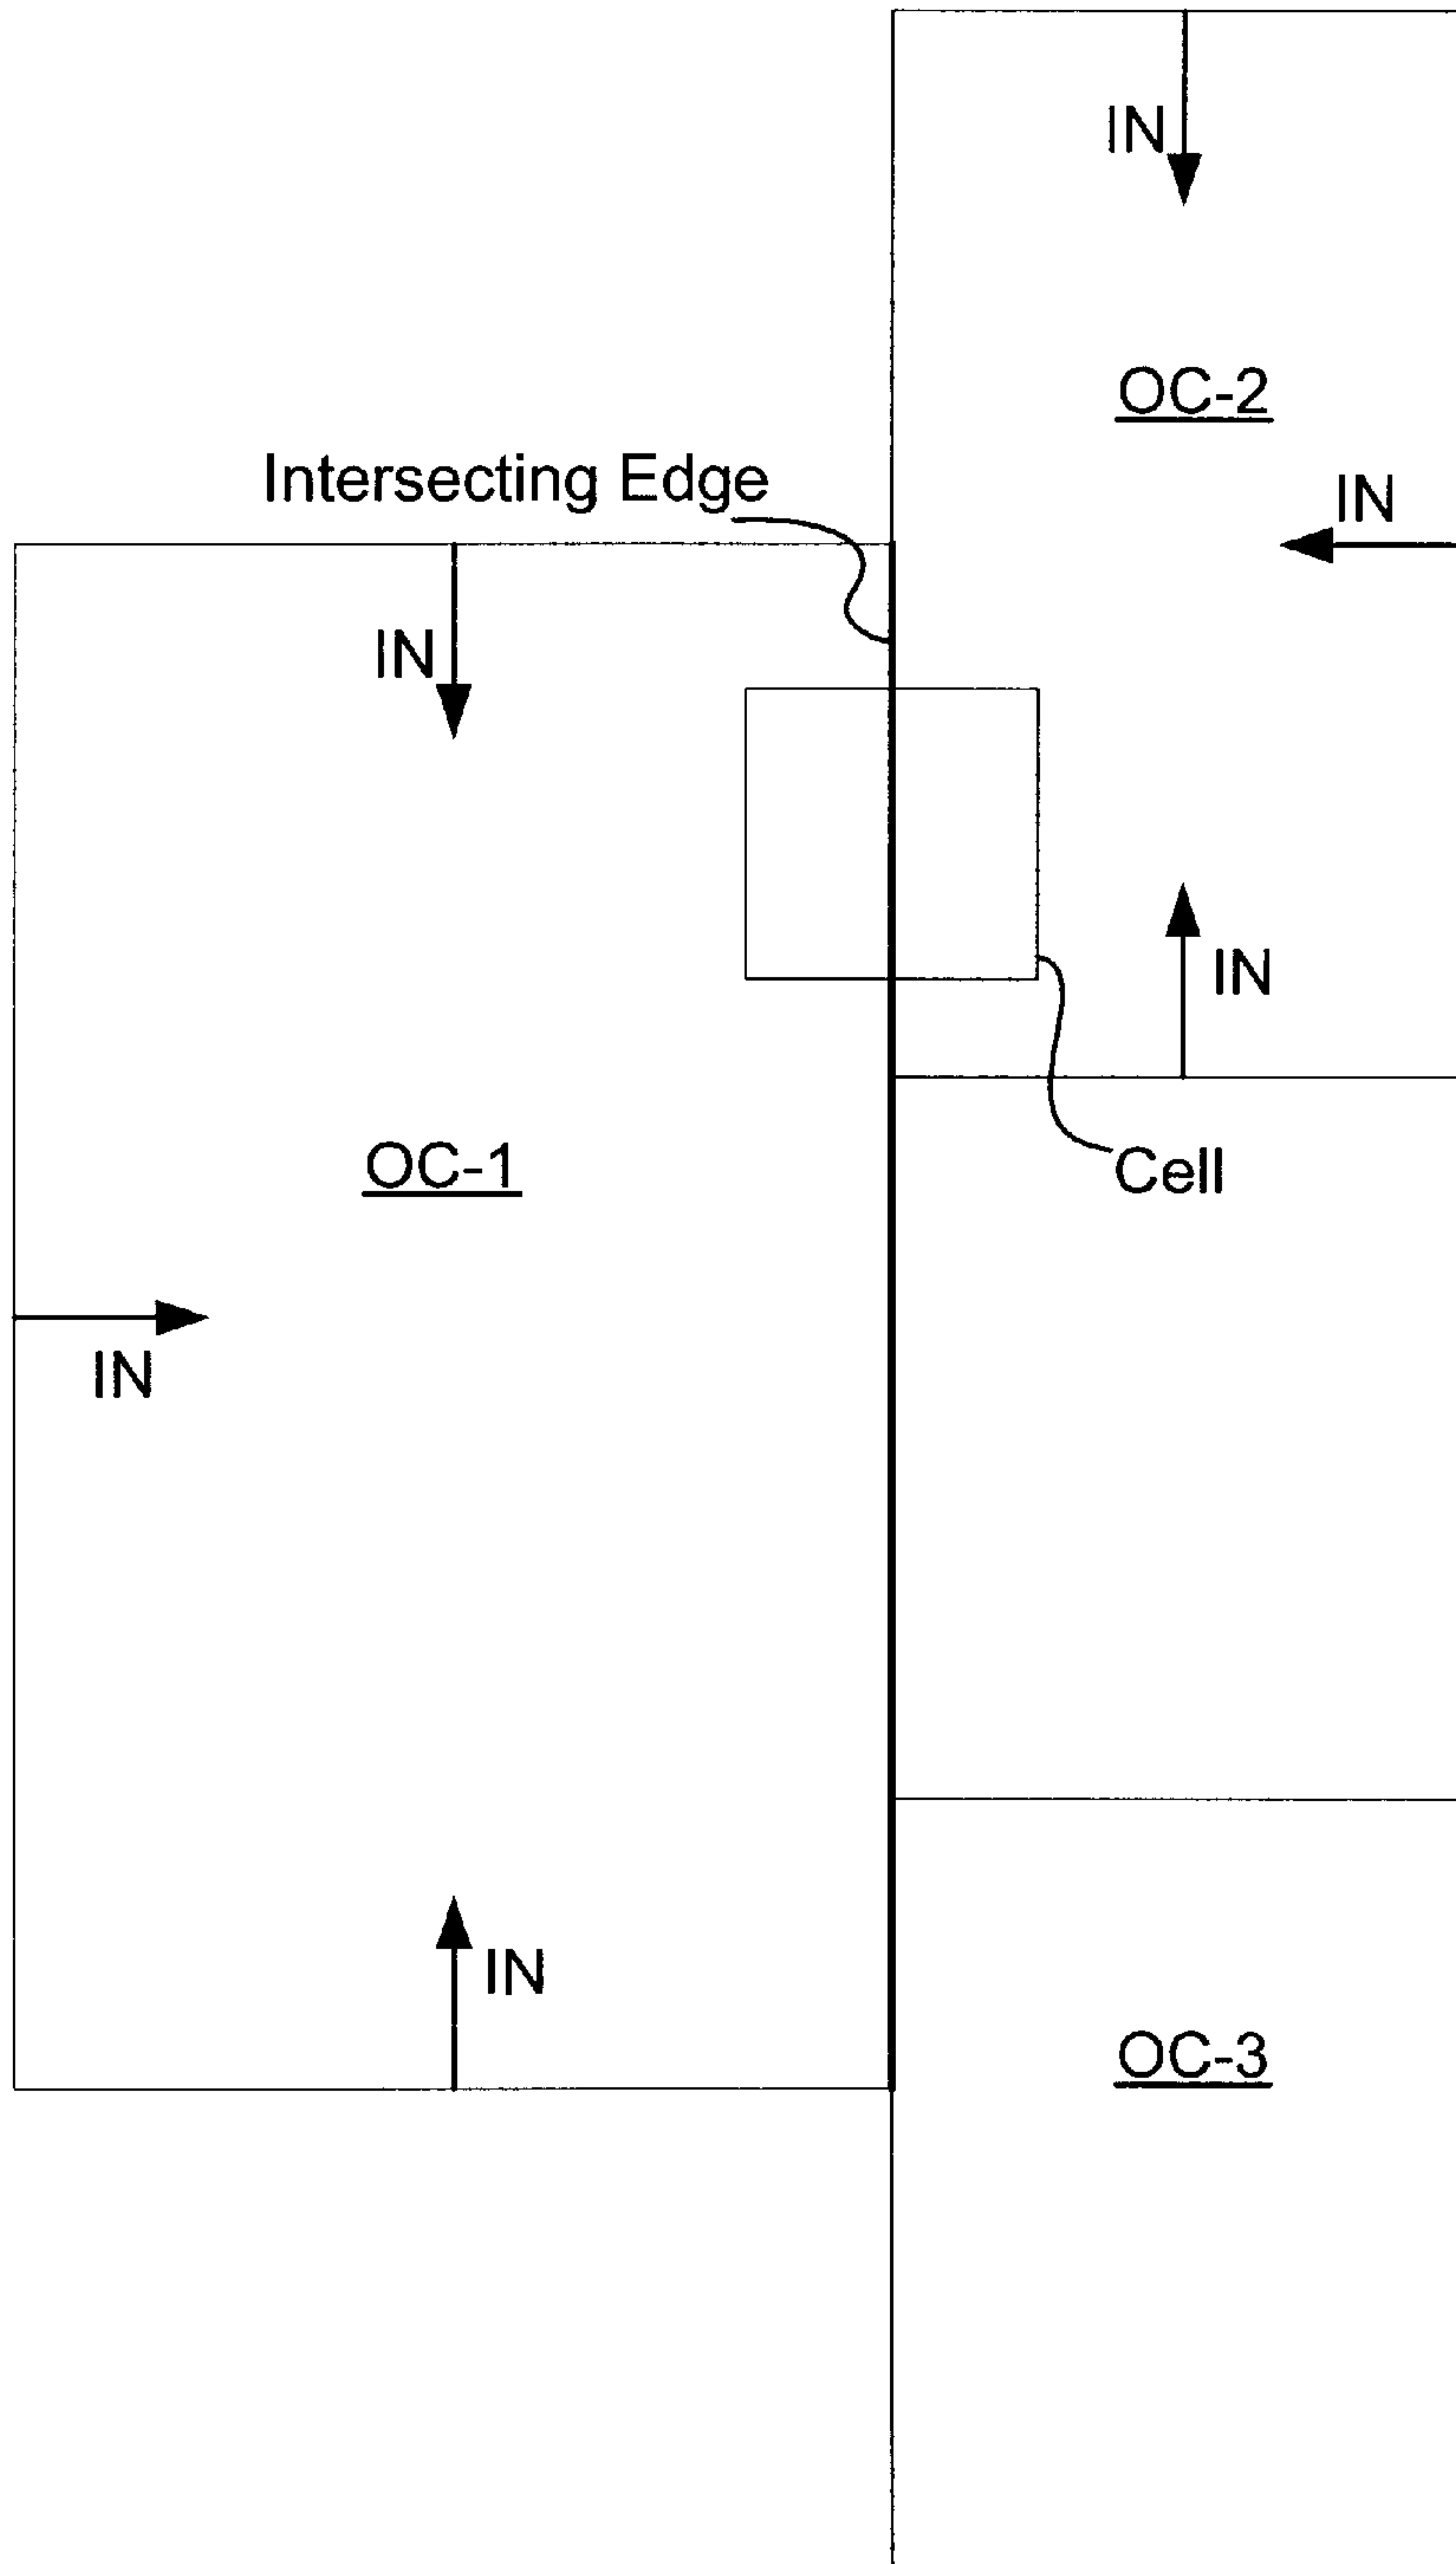 IN
OC-2
Intersecting Edge
IN
IN
IN
OC-1
Cell
IN
IN
OC-3